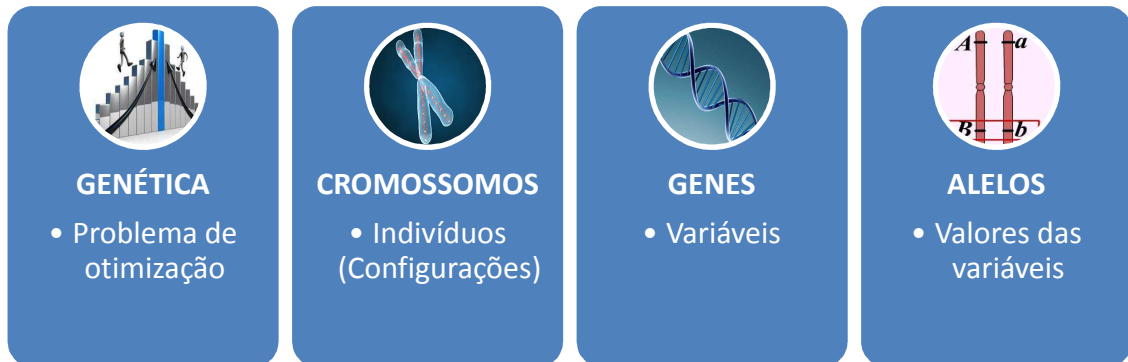 GENÉTICA
• Problema de
otimização
CROMOSSOMOS
• Indivíduos
(Configurações)
GENES
• Variáveis
A a
B b
ALELOS
• Valores das
variáveis